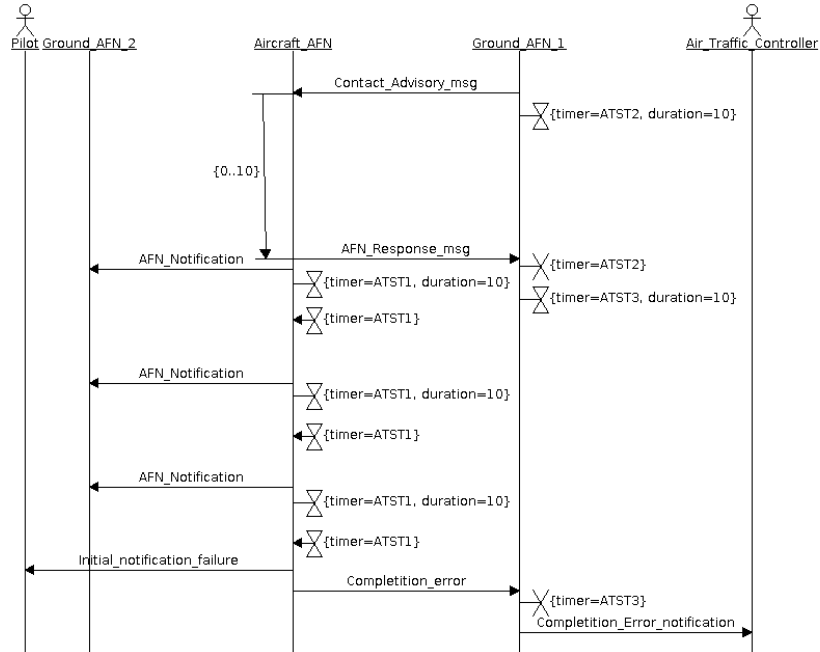 Pilot Ground_AFN_2 Aircraft_AFN Ground_AFN_1 Air_Traffic_Controller
Contact_Advisory_msg
{timer=ATST2, duration=10}
{0..10}
AFN_Response_msg
AFN_Notification
{timer=ATST2}
{timer=ATST1, duration=10}
{timer=ATST3, duration=10}
{timer=ATST1}
AFN_Notification
{timer=ATST1, duration=10}
{timer=ATST1}
AFN_Notification
{timer=ATST1, duration=10}
{timer=ATST1}
Initial_notification_failure
Completition_error
{timer=ATST3}
Completition_Error_notification